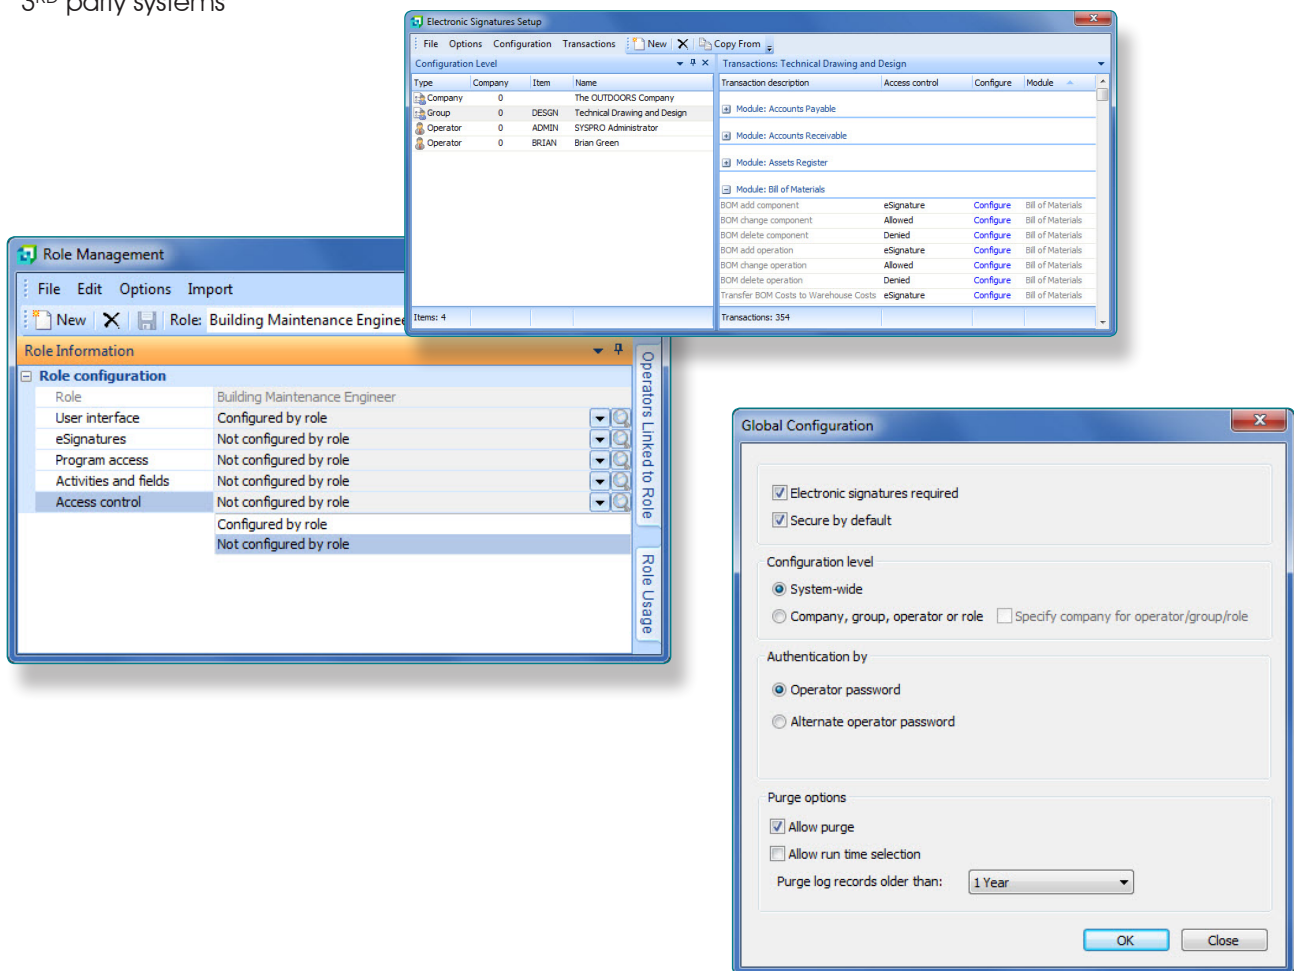 3RD party systems
Electronic Signatures Setup
File Options Configuration Transactions New Copy From
Configuration Level
Transactions: Technical Drawing and Design
Type Company Item Name
Transaction description Access control Configure Module
Company 0 The OUTDOORS Company
Group 0 DESGN Technical Drawing and Design
Operator 0 ADMIN SYSPRO Administrator
Operator 0 BRIAN Brian Green
Module: Accounts Payable
Module: Accounts Receivable
Module: Assets Register
Module: Bill of Materials
BOM add component eSignature Configure Bill of Materials
BOM change component Allowed Configure Bill of Materials
BOM delete component Denied Configure Bill of Materials
BOM add operation eSignature Configure Bill of Materials
BOM change operation Allowed Configure Bill of Materials
BOM delete operation Denied Configure Bill of Materials
Transfer BOM Costs to Warehouse Costs eSignature Configure Bill of Materials
Items: 4
Transactions: 354
Role Management
File Edit Options Import
New Role: Building Maintenance Enginee
Role Information
Role configuration
Role Building Maintenance Engineer
User interface Configured by role
eSignatures Not configured by role
Program access Not configured by role
Activities and fields Not configured by role
Access control Not configured by role
Configured by role
Not configured by role
Operators Linked to Role
Role Usage
Global Configuration
Electronic signatures required
Secure by default
Configuration level
System-wide
Company, group, operator or role Specify company for operator/group/role
Authentication by
Operator password
Alternate operator password
Purge options
Allow purge
Allow run time selection
Purge log records older than: 1 Year
OK Close